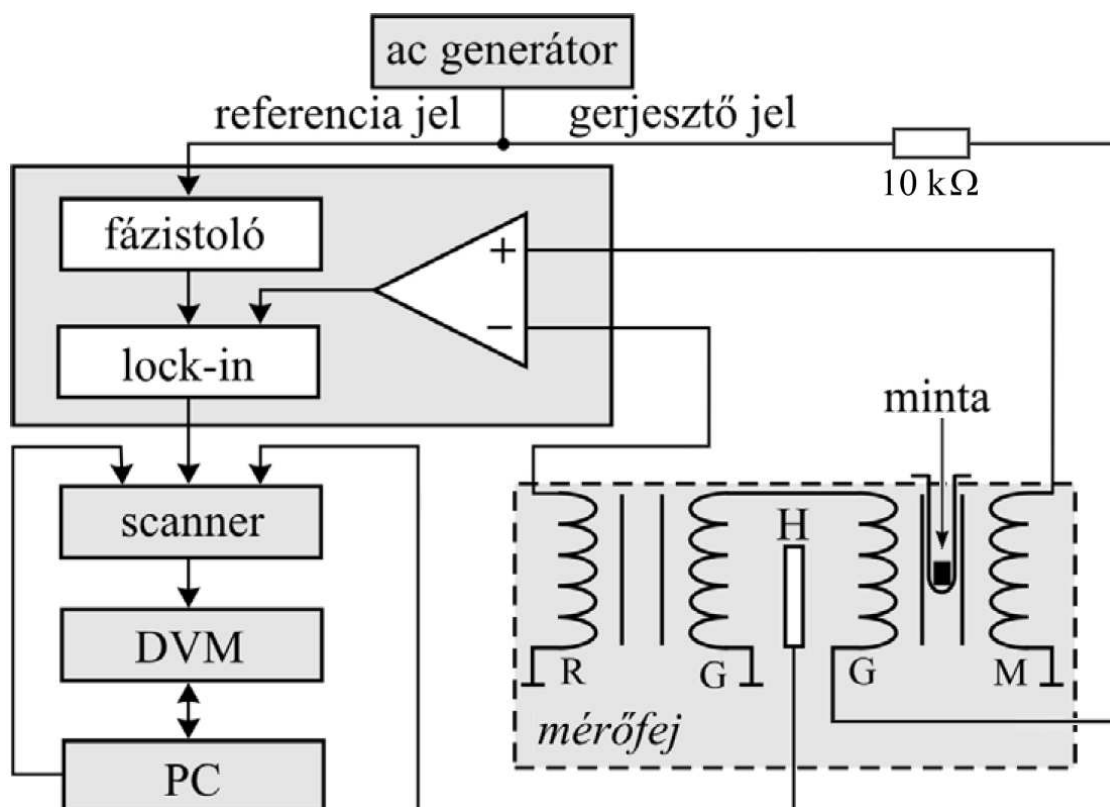 ac generátor
referencia jel
gerjesztő jel
10 kΩ
fázistoló
+
−
lock-in
minta
scanner
H
DVM
R
G
G
M
mérőfej
PC